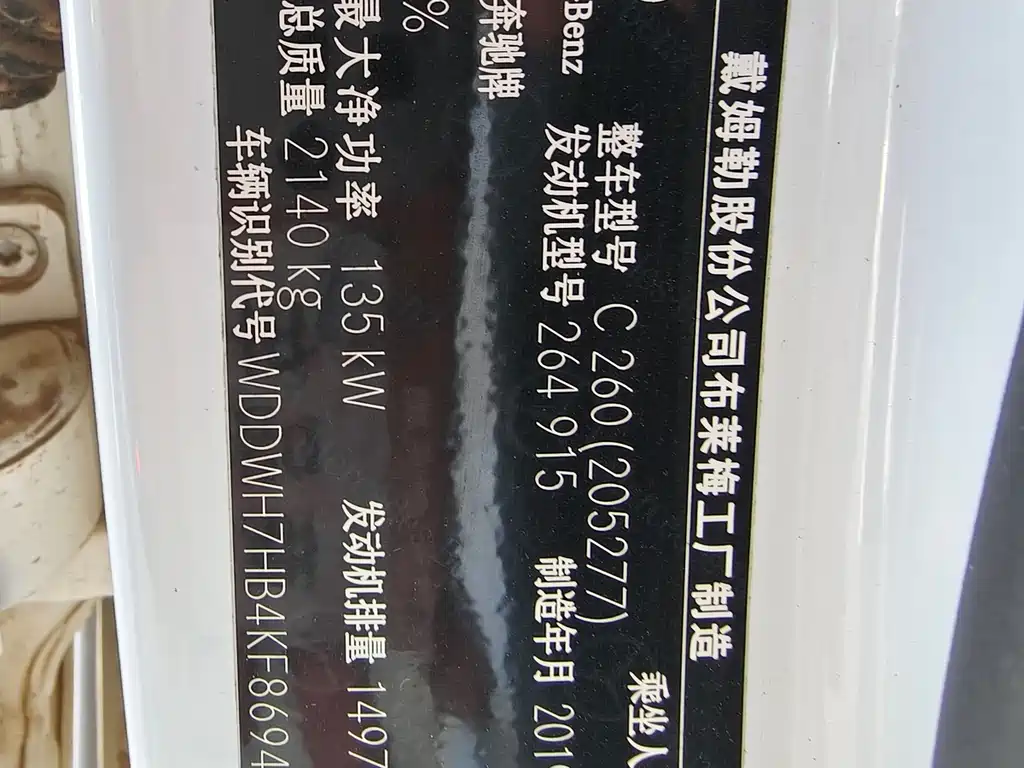 戴姆勒股份公司布莱梅工厂制造
乘坐人
整车型号 C 260 (205277)
-Benz 发动机型号 264 915 制造年月 201
奔驰牌
% 最大净功率 135 kW 发动机排量 1497
总质量 2140 kg
车辆识别代号 WDDWH7HB4KF8694